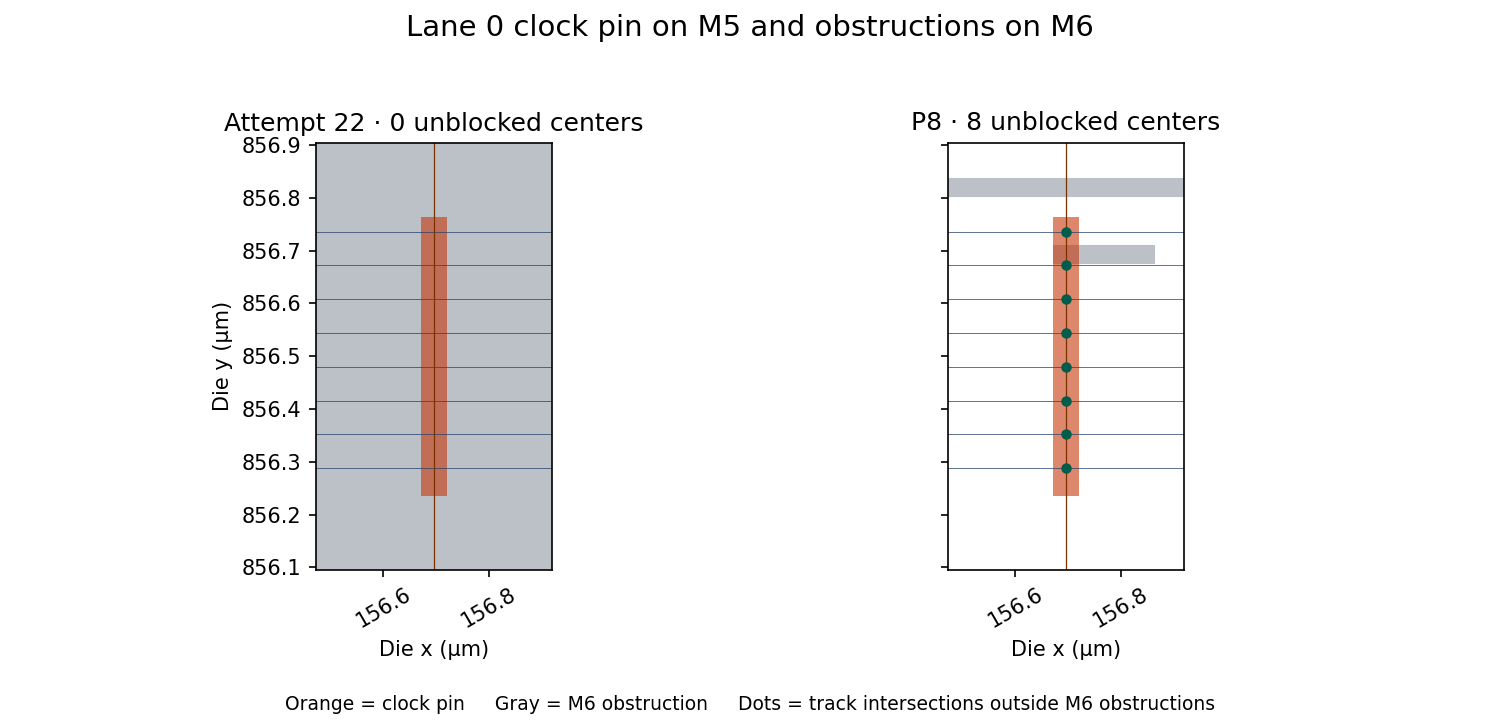 Lane 0 clock pin on M5 and obstructions on M6
Attempt 22 · 0 unblocked centers
856.9
856.8
856.7
856.6
856.5
856.4
856.3
856.2
856.1
Die y (µm)
156.6
156.8
Die x (µm)
P8 · 8 unblocked centers
156.6
156.8
Die x (µm)
Orange = clock pin Gray = M6 obstruction Dots = track intersections outside M6 obstructions